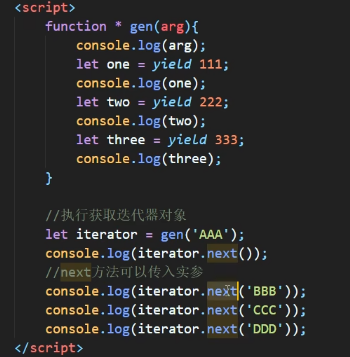 <script>
function * gen(arg){
console.log(arg);
let one = yield 111;
console.log(one);
let two = yield 222;
console.log(two);
let three = yield 333;
console.log(three);
}
//执行获取迭代器对象
let iterator = gen('AAA');
console.log(iterator.next());
//next方法可以传入实参
console.log(iterator.next('BBB'));
console.log(iterator.next('CCC'));
console.log(iterator.next('DDD'));
</script>